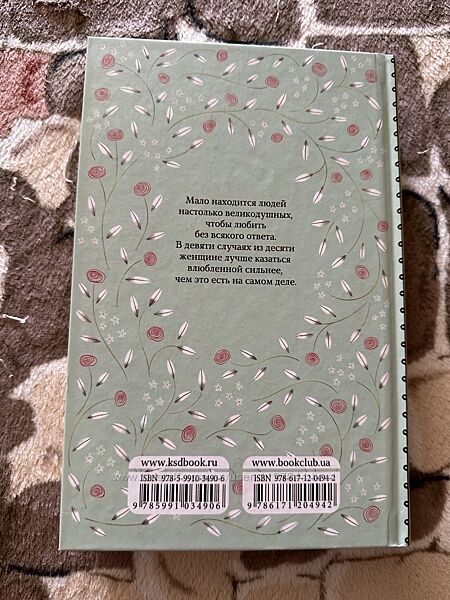 Мало находится людей
настолько великодушных,
чтобы любить
без всякого ответа.
В девяти случаях из десяти
женщине лучше казаться
влюбленной сильнее,
чем это есть на самом деле.
www.ksdbook.ru
ISBN 978-5-9910-3490-6
9 785991 034906
www.bookclub.ua
ISBN 978-617-12-0494-2
9 786171 204942